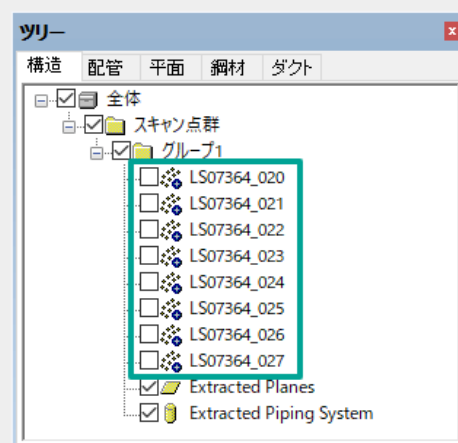 ツリー
構造 配管 平面 鋼材 ダクト
全体
スキャン点群
グループ1
LS07364_020
LS07364_021
LS07364_022
LS07364_023
LS07364_024
LS07364_025
LS07364_026
LS07364_027
Extracted Planes
Extracted Piping System